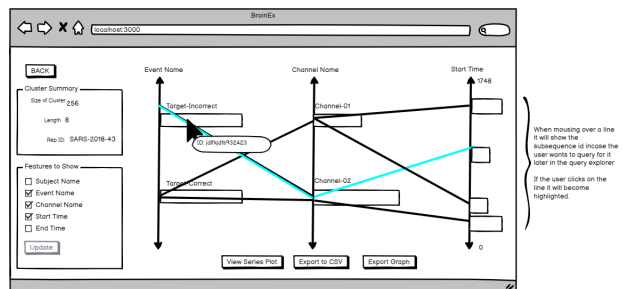 BrainEx
localhost:3000
BACK
Cluster Summary
Size of Cluster 256
Length 8
Rep ID: SARS-2018-43
Features to Show
Subject Name
Event Name
Channel Name
Start Time
End Time
Update
Event Name
Channel Name
Start Time
1748
Target-Incorrect
Channel-01
ID: jdlfkjdfs932423
Target-Correct
Channel-02
0
View Series Plot
Export to CSV
Export Graph
When mousing over a line
it will show the
subsequence id incase the
user wants to query for it
later in the query explorer
If the user clicks on the
line it will become
highlighted.